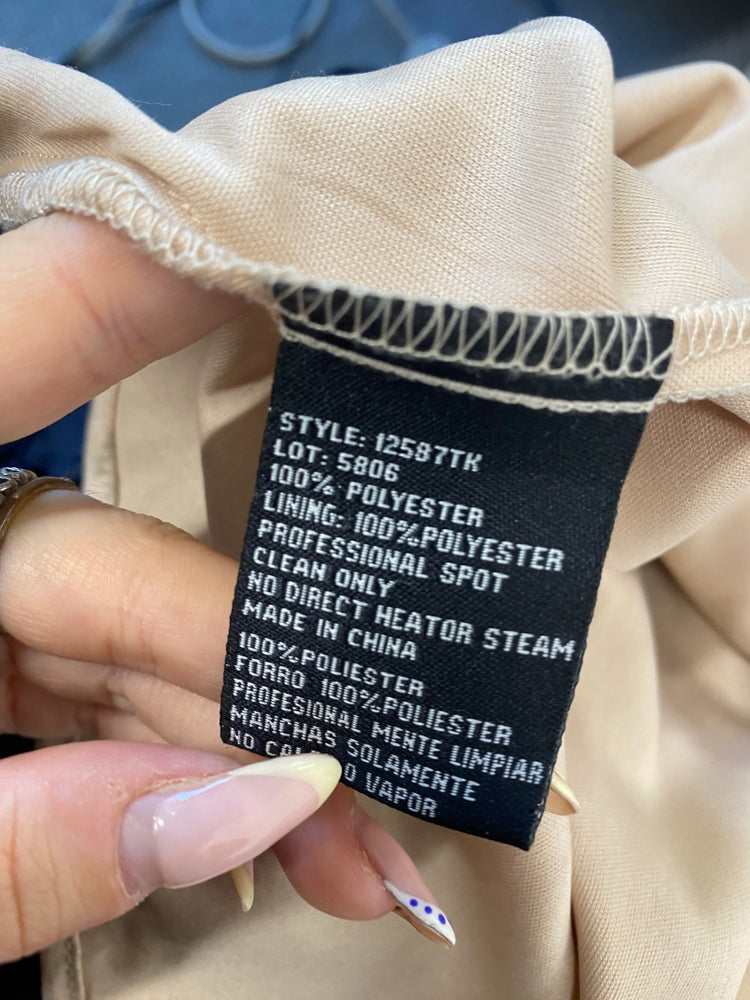 STYLE: 12587TK
LOT: 5806
100% POLYESTER
LINING: 100%POLYESTER
PROFESSIONAL SPOT
CLEAN ONLY
NO DIRECT HEATOR STEAM
MADE IN CHINA
100%POLIESTER
FORRO 100%POLIESTER
PROFESIONAL MENTE LIMPIAR
MANCHAS SOLAMENTE
NO O VAPOR